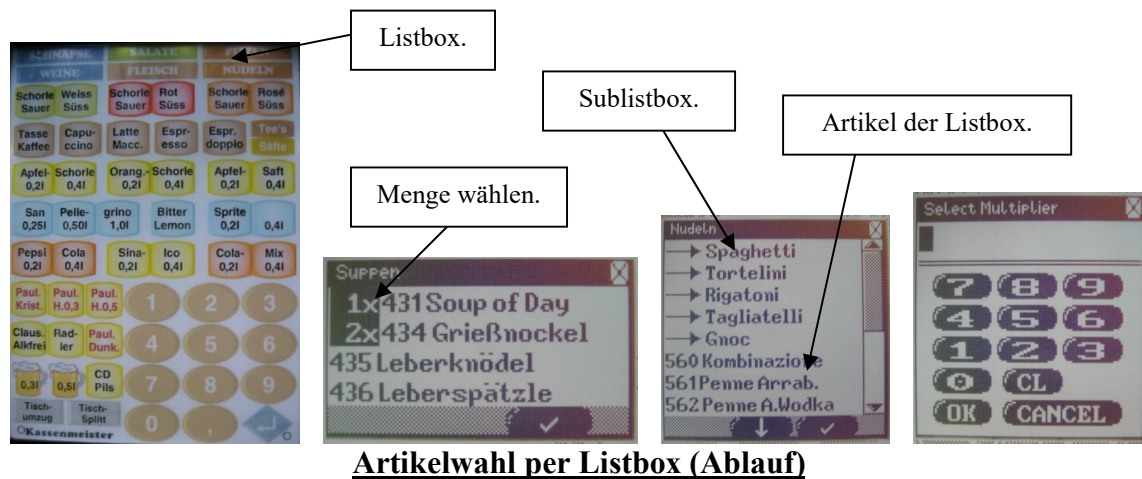 Listbox.
Sublistbox.
Artikel der Listbox.
Menge wählen.
SCHNÄPSE SALATE
WEINE FLEISCH NUDELN
Schorle Weiss Schorle Rot Schorle Rosé
Sauer Süss Sauer Süss Sauer Süss
Tasse Capu- Latte Espr- Espr. Tee's
Kaffee ccino Macc. esso doppio Säfte
Apfel- Schorle Orang.- Schorle Apfel- Saft
0,2l 0,4l 0,2l 0,4l 0,2l 0,4l
San Pelle- grino Bitter Sprite
0,25l 0,50l 1,0l Lemon 0,2l 0,4l
Pepsi Cola Sina- lco Cola- Mix
0,2l 0,4l 0,2l 0,4l 0,2l 0,4l
Paul. Paul. Paul. 1 2 3
Krist. H.0,3 H.0,5
Claus. Rad- Paul. 4 5 6
Alkfrei ler Dunk.
0,3l 0,5l CD 7 8 9
Pils
Tisch- Tisch- 0 ,
umzug Splitt
Kassenmeister
Suppen
1x431 Soup of Day
2x434 Grießnockel
435 Leberknödel
436 Leberspätzle
Nudeln
Spaghetti
Tortelini
Rigatoni
Tagliatelli
Gnoc
560 Kombinazione
561 Penne Arrab.
562 Penne A.Wodka
Select Multiplier
7 8 9
4 5 6
1 2 3
0 CL
OK CANCEL
Artikelwahl per Listbox (Ablauf)